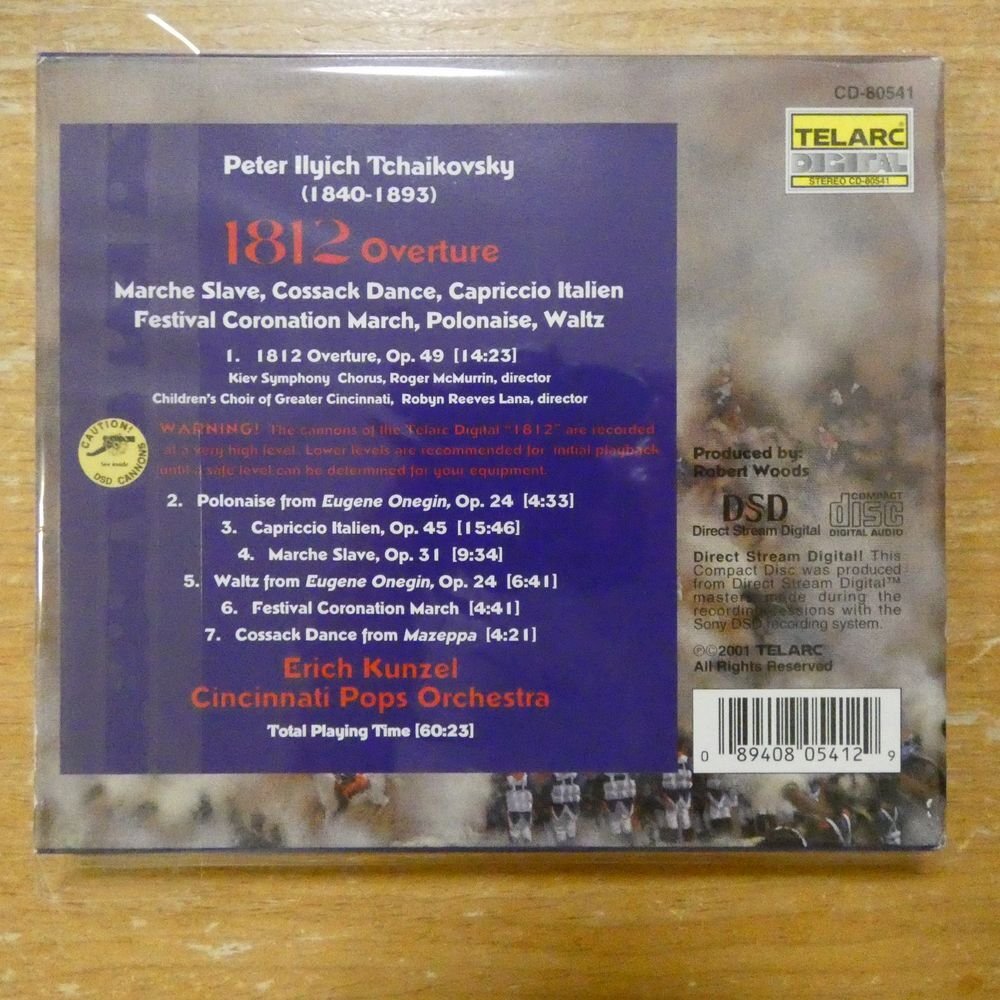 CD-80541
TELARC®
DIGITAL
STEREO CD-80541
Peter Ilyich Tchaikovsky
(1840-1893)
1812 Overture
Marche Slave, Cossack Dance, Capriccio Italien
Festival Coronation March, Polonaise, Waltz
1. 1812 Overture, Op. 49 [14:23]
Kiev Symphony Chorus, Roger McMurrin, director
Children's Choir of Greater Cincinnati, Robyn Reeves Lana, director
CAUTION!
See inside
DSD CANNONS
WARNING! The cannons of the Telarc Digital "1812" are recorded
at a very high level. Lower levels are recommended for initial playback
until a safe level can be determined for your equipment.
2. Polonaise from Eugene Onegin, Op. 24 [4:33]
3. Capriccio Italien, Op. 45 [15:46]
4. Marche Slave, Op. 31 [9:34]
5. Waltz from Eugene Onegin, Op. 24 [6:41]
6. Festival Coronation March [4:41]
7. Cossack Dance from Mazeppa [4:21]
Erich Kunzel
Cincinnati Pops Orchestra
Total Playing Time [60:23]
Produced by:
Robert Woods
DSD
Direct Stream Digital
COMPACT
disc
DIGITAL AUDIO
Direct Stream Digital! This
Compact Disc was produced
from Direct Stream Digital™
masters made during the
recording sessions with the
Sony DSD recording system.
℗©2001 TELARC
All Rights Reserved
0 89408 05412 9